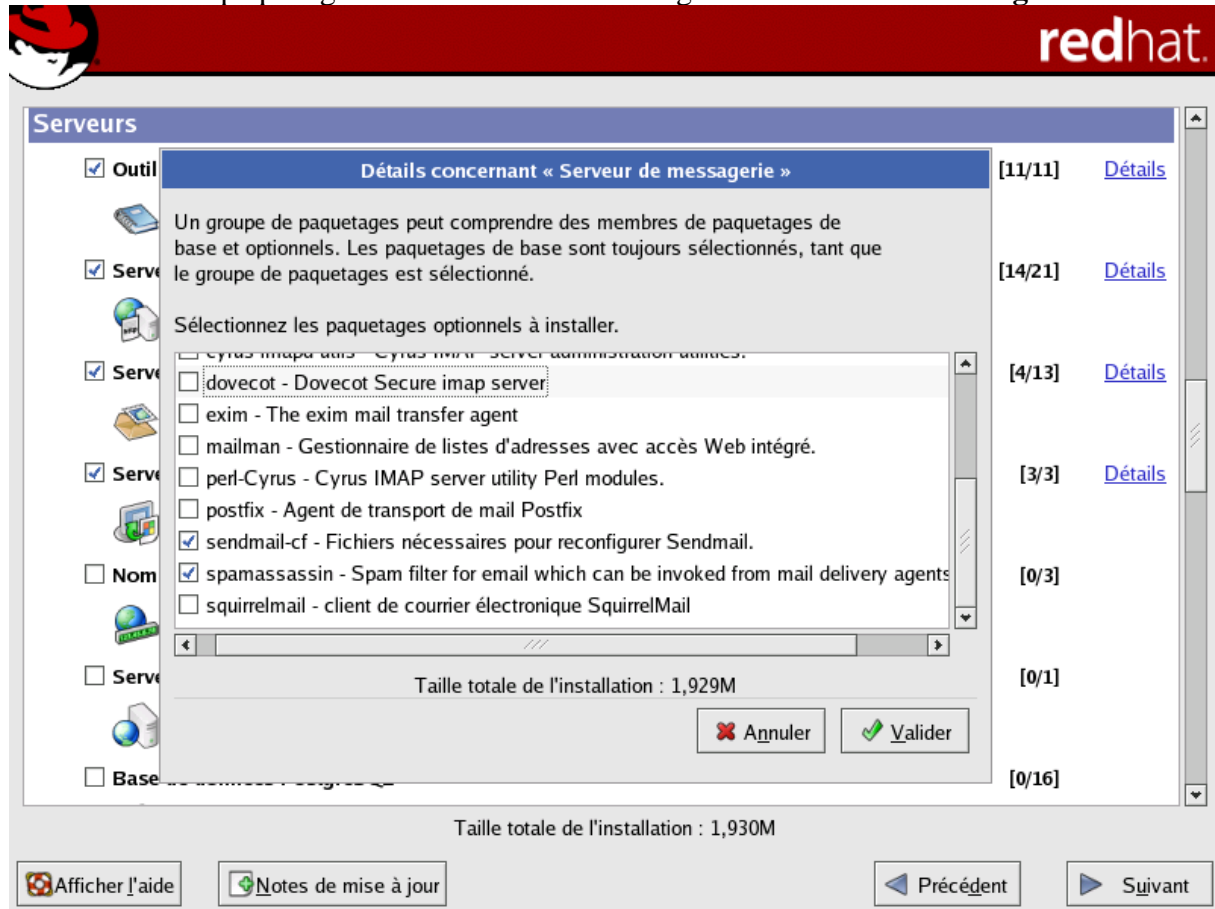 redhat.
Serveurs
Outil
[11/11] Détails
Détails concernant « Serveur de messagerie »
Un groupe de paquetages peut comprendre des membres de paquetages de
base et optionnels. Les paquetages de base sont toujours sélectionnés, tant que
le groupe de paquetages est sélectionné.
Serve
[14/21] Détails
Sélectionnez les paquetages optionnels à installer.
Serve
[4/13] Détails
dovecot - Dovecot Secure imap server
exim - The exim mail transfer agent
mailman - Gestionnaire de listes d'adresses avec accès Web intégré.
Serve
[3/3] Détails
perl-Cyrus - Cyrus IMAP server utility Perl modules.
postfix - Agent de transport de mail Postfix
sendmail-cf - Fichiers nécessaires pour reconfigurer Sendmail.
Nom
[0/3]
spamassassin - Spam filter for email which can be invoked from mail delivery agents
squirrelmail - client de courrier électronique SquirrelMail
Serve
[0/1]
Taille totale de l'installation : 1,929M
Annuler
Valider
Base
[0/16]
Taille totale de l'installation : 1,930M
Afficher l'aide
Notes de mise à jour
Précédent
Suivant